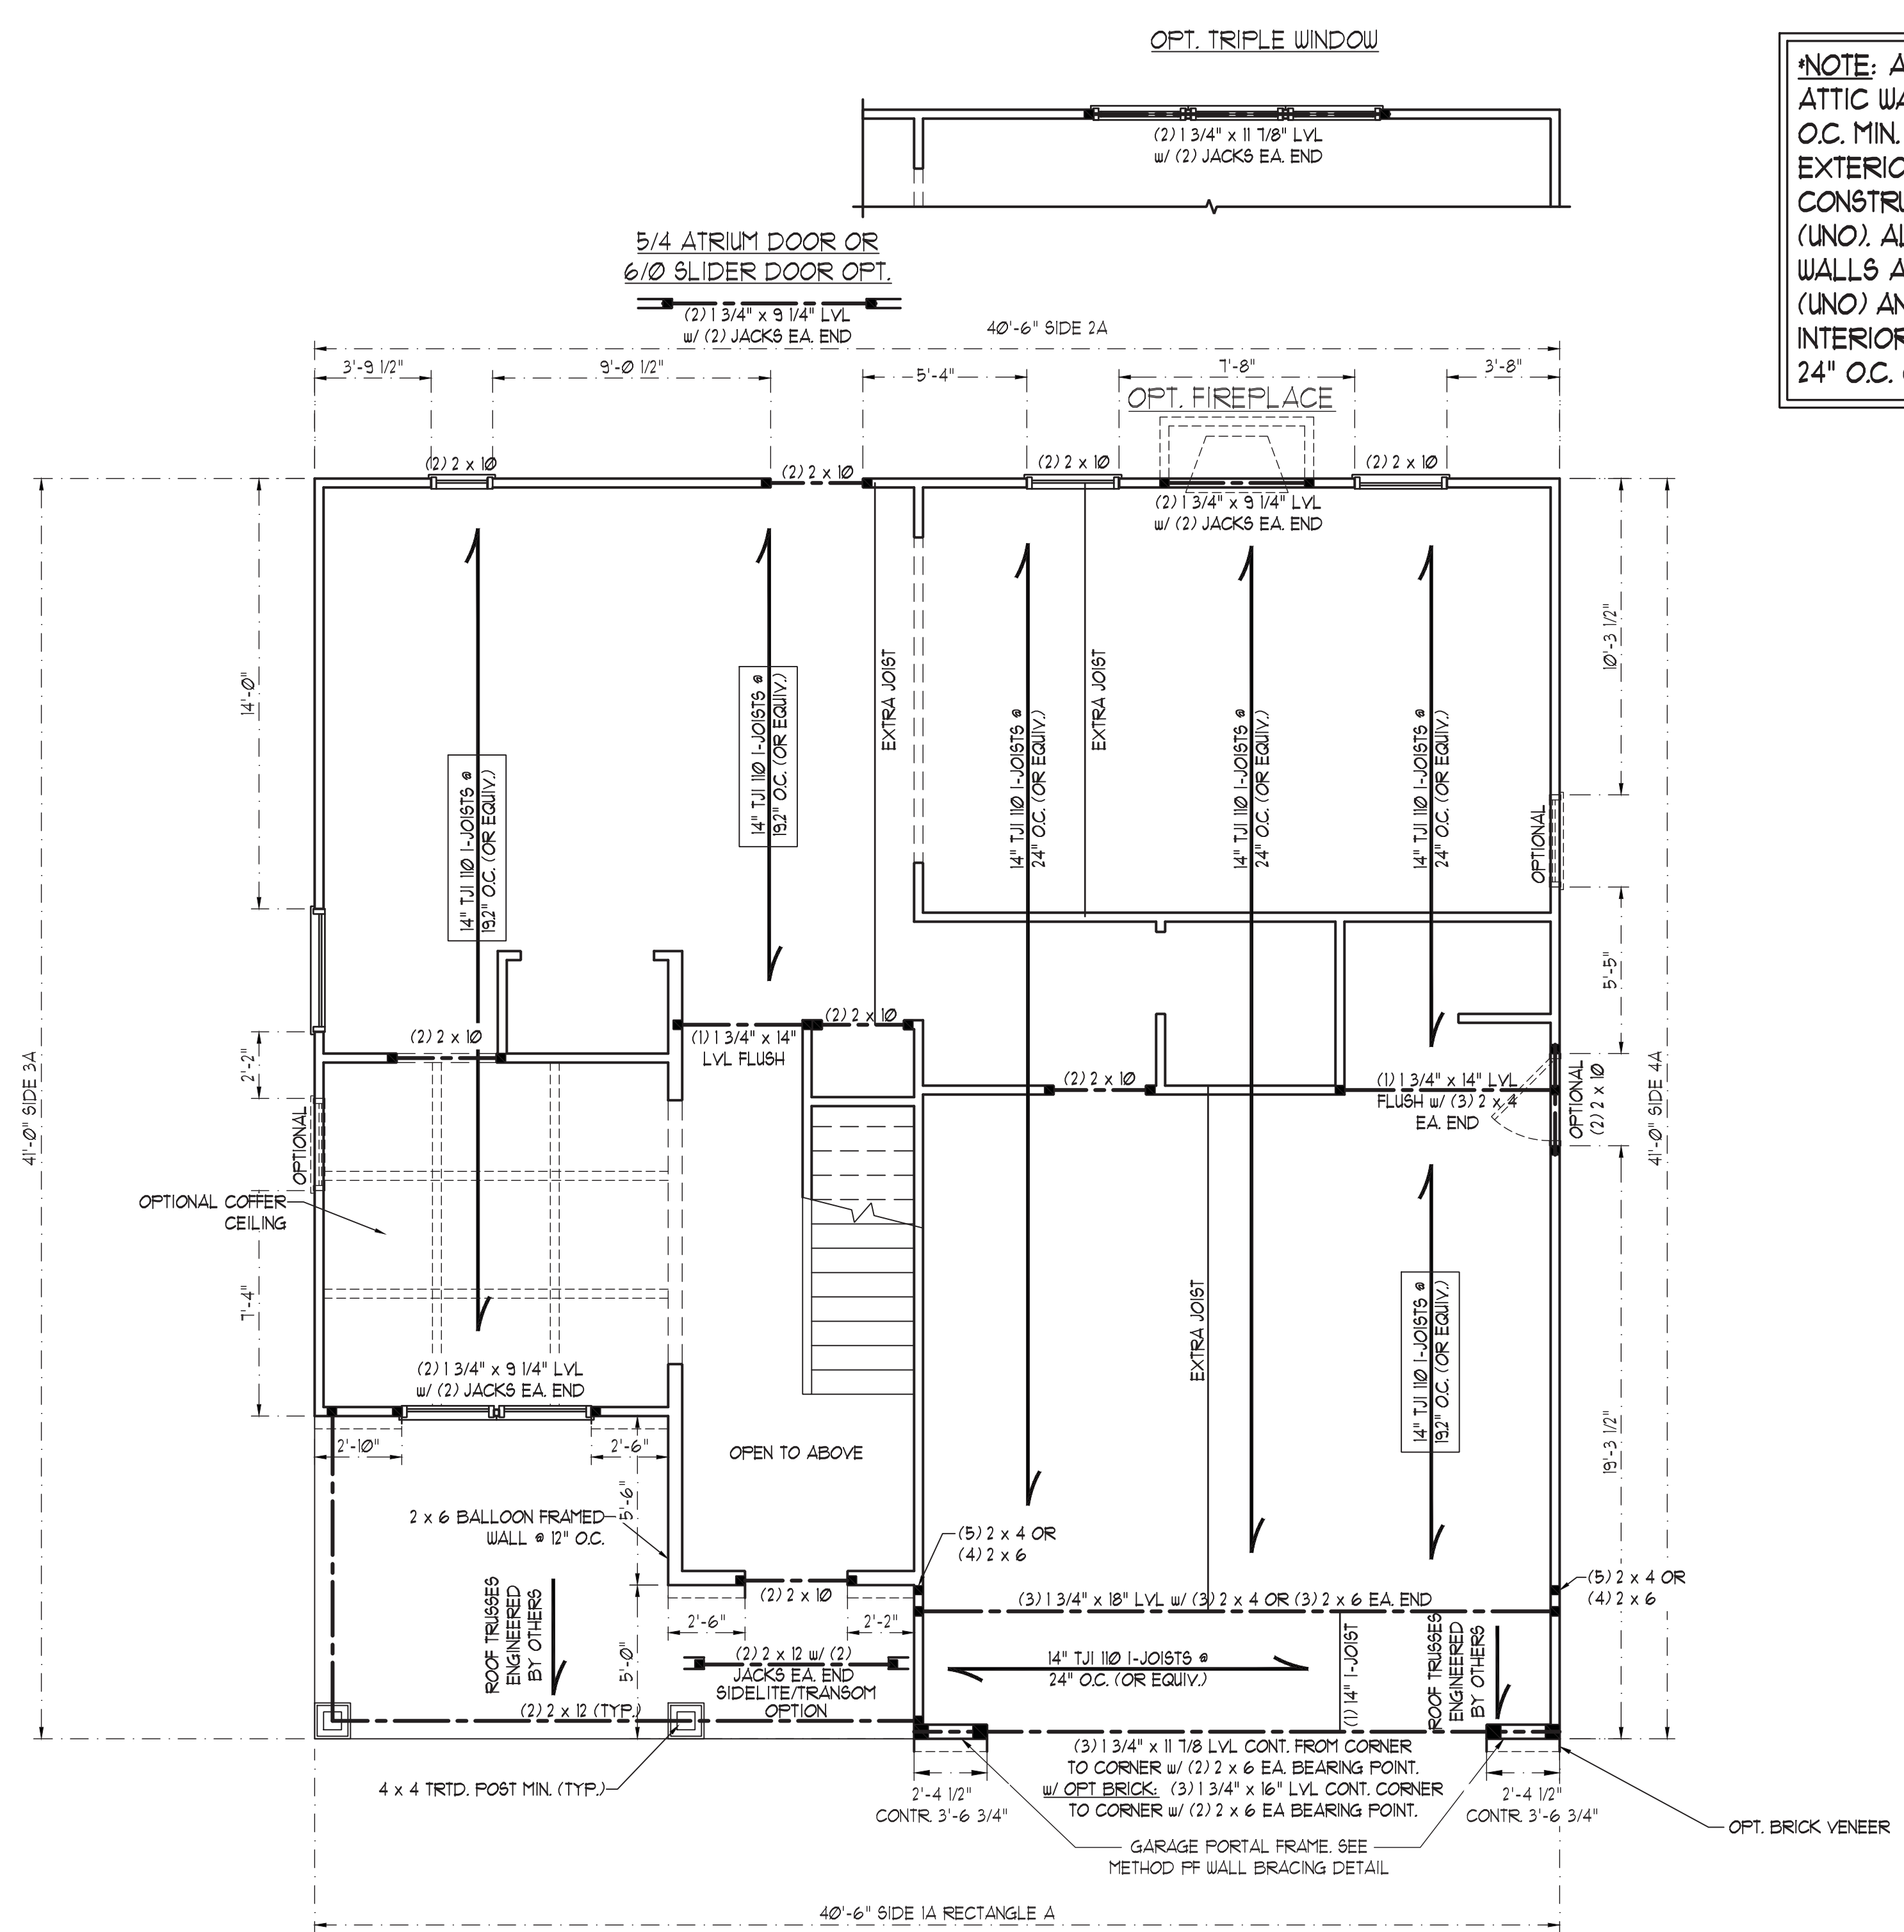 OPT. TRIPLE WINDOW
(2) 1 3/4" x 11 7/8" LVL
w/ (2) JACKS EA. END
*NOTE:
ATTIC
O.C. MIN.
(UNO).
WALLS
(UNO)
24" O.C.
5/4 ATRIUM DOOR OR
6/0 SLIDER DOOR OPT.
(2) 1 3/4" x 9 1/4" LVL
w/ (2) JACKS EA. END
40'-6" SIDE 2A
3'-9 1/2"
9'-0 1/2"
5'-4"
7'-8"
3'-8"
OPT. FIREPLACE
(2) 2 x 10
(2) 2 x 10
(2) 2 x 10
(2) 2 x 10
(2) 1 3/4" x 9 1/4" LVL
w/ (2) JACKS EA. END
14'-0"
10'-3 1/2"
14" TJI 110 I-JOISTS @
19.2" O.C. (OR EQUIV.)
14" TJI 110 I-JOISTS @
19.2" O.C. (OR EQUIV.)
EXTRA JOIST
14" TJI 110 I-JOISTS @
24" O.C. (OR EQUIV.)
EXTRA JOIST
14" TJI 110 I-JOISTS @
24" O.C. (OR EQUIV.)
14" TJI 110 I-JOISTS @
24" O.C. (OR EQUIV.)
OPTIONAL
5'-5"
(2) 2 x 10
(1) 1 3/4" x 14"
LVL FLUSH
(2) 2 x 10
(2) 2 x 10
(1) 1 3/4" x 14" LVL
FLUSH w/ (3) 2 x 4
EA. END
OPTIONAL
(2) 2 x 10
41'-0" SIDE 3A
2'-2"
OPTIONAL
41'-0" SIDE 4A
OPTIONAL COFFER
CEILING
7'-4"
EXTRA JOIST
14" TJI 110 I-JOISTS @
19.2" O.C. (OR EQUIV.)
19'-3 1/2"
(2) 1 3/4" x 9 1/4" LVL
w/ (2) JACKS EA. END
2'-10"
2'-6"
OPEN TO ABOVE
5'-6"
2 x 6 BALLOON FRAMED
WALL @ 12" O.C.
(5) 2 x 4 OR
(4) 2 x 6
(5) 2 x 4 OR
(4) 2 x 6
(2) 2 x 10
(3) 1 3/4" x 18" LVL w/ (3) 2 x 4 OR (3) 2 x 6 EA. END
ROOF TRUSSES
ENGINEERED
BY OTHERS
2'-6"
2'-2"
5'-0"
(2) 2 x 12 w/ (2)
JACKS EA. END
SIDELITE/TRANSOM
OPTION
14" TJI 110 I-JOISTS @
24" O.C. (OR EQUIV.)
(1) 14" I-JOIST
ROOF TRUSSES
ENGINEERED
BY OTHERS
(2) 2 x 12 (TYP.)
4 x 4 TRTD. POST MIN. (TYP.)
(3) 1 3/4" x 11 7/8 LVL CONT. FROM CORNER
TO CORNER w/ (2) 2 x 6 EA. BEARING POINT.
w/ OPT BRICK: (3) 1 3/4" x 16" LVL CONT. CORNER
TO CORNER w/ (2) 2 x 6 EA BEARING POINT.
2'-4 1/2"
CONTR. 3'-6 3/4"
2'-4 1/2"
CONTR. 3'-6 3/4"
OPT. BRICK VENEER
GARAGE PORTAL FRAME. SEE
METHOD PF WALL BRACING DETAIL
40'-6" SIDE 1A RECTANGLE A